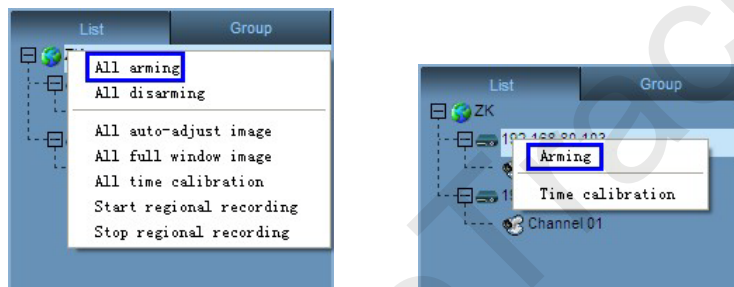 List Group
All arming
All disarming
All auto-adjust image
All full window image
All time calibration
Start regional recording
Stop regional recording
List Group
ZK
192.168.80.103
Arming
Time calibration
Channel 01